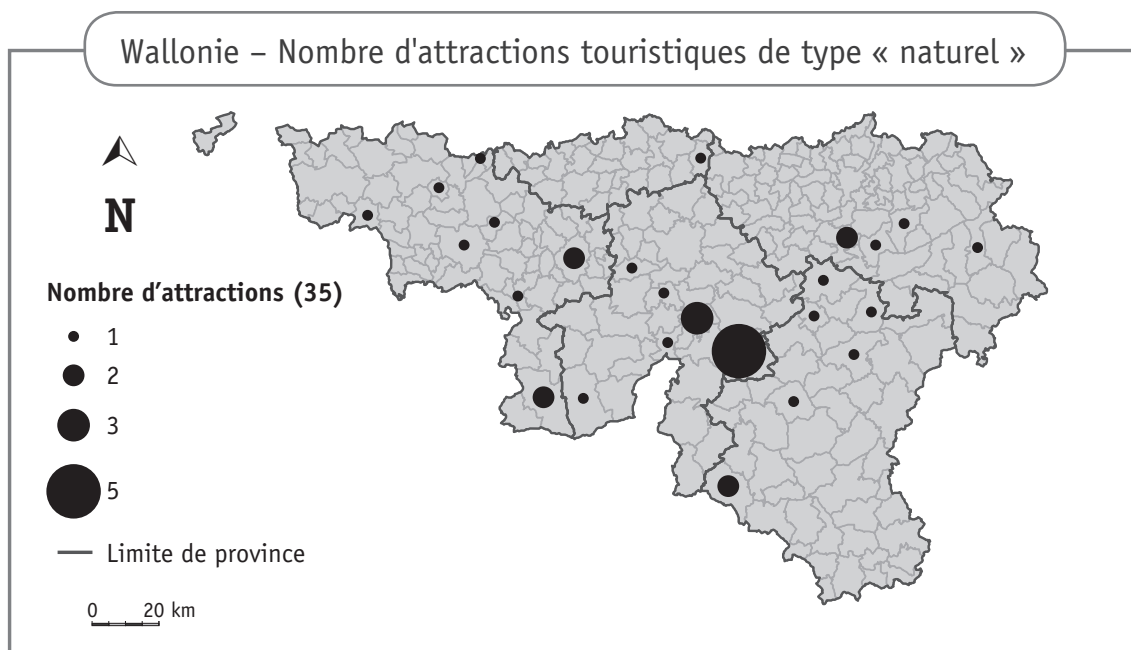 Wallonie – Nombre d'attractions touristiques de type « naturel »
N
Nombre d’attractions (35)
1
2
3
5
Limite de province
0 20 km